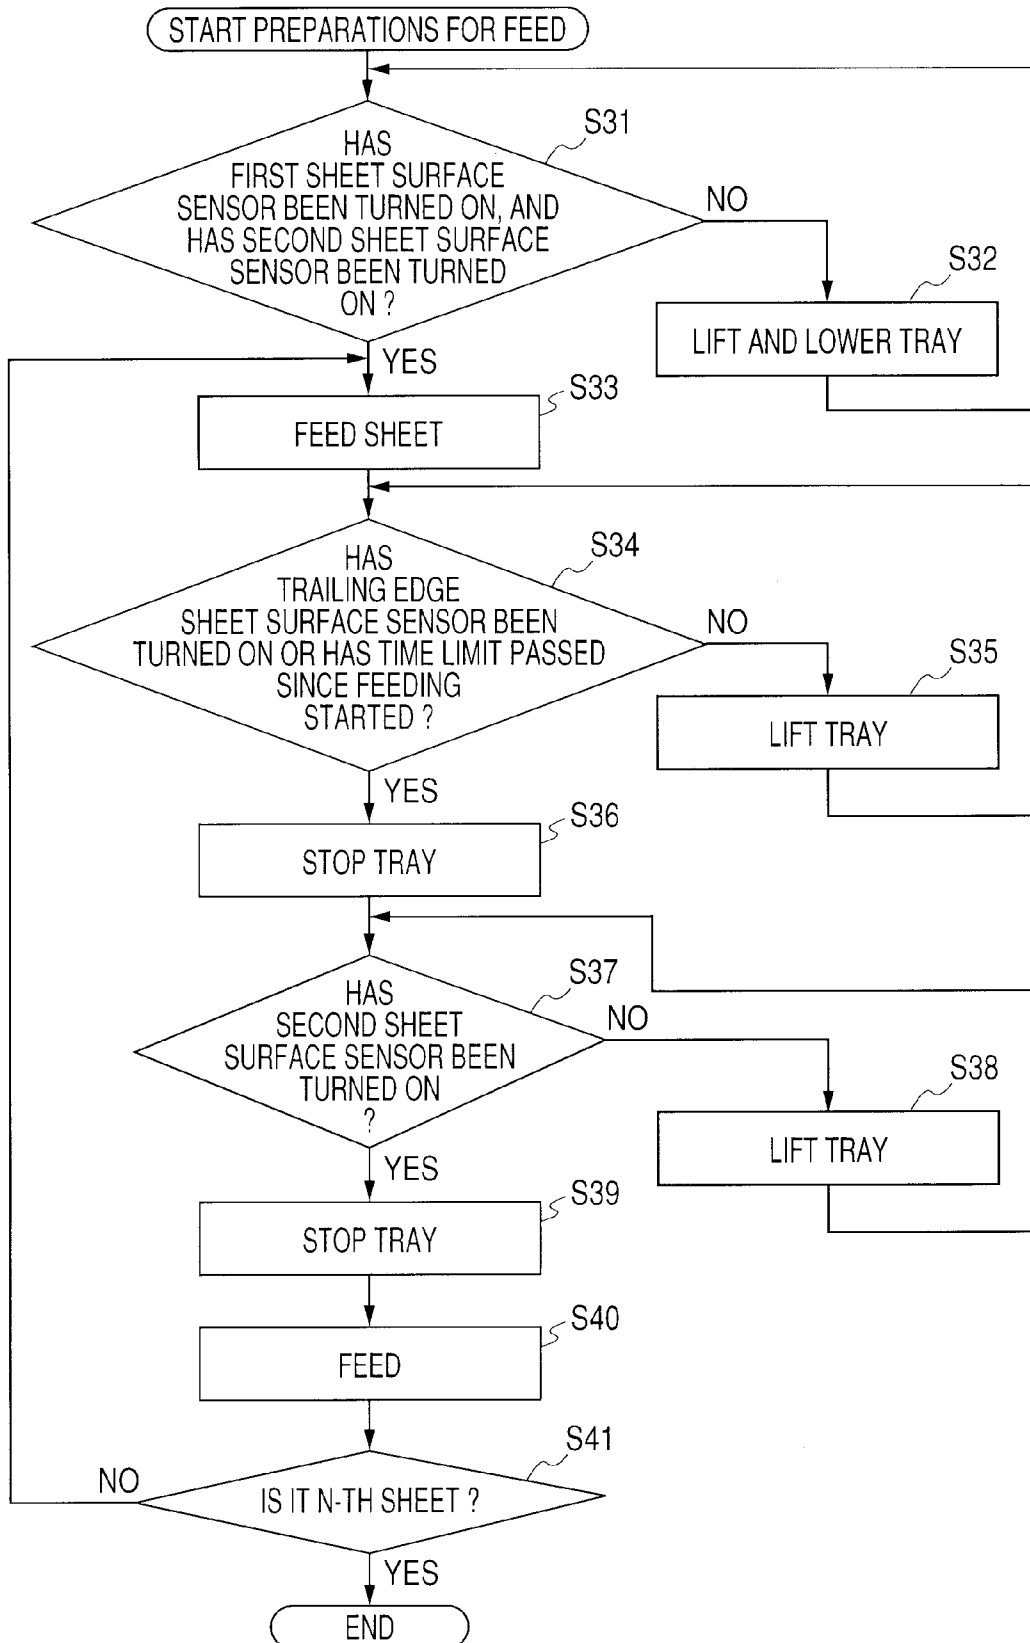 START PREPARATIONS FOR FEED
S31
HAS
FIRST SHEET SURFACE
SENSOR BEEN TURNED ON, AND
HAS SECOND SHEET SURFACE
SENSOR BEEN TURNED
ON ?
NO
S32
LIFT AND LOWER TRAY
YES
S33
FEED SHEET
S34
HAS
TRAILING EDGE
SHEET SURFACE SENSOR BEEN
TURNED ON OR HAS TIME LIMIT PASSED
SINCE FEEDING
STARTED ?
NO
S35
LIFT TRAY
YES
S36
STOP TRAY
S37
HAS
SECOND SHEET
SURFACE SENSOR BEEN
TURNED ON
?
NO
S38
LIFT TRAY
YES
S39
STOP TRAY
S40
FEED
S41
IS IT N-TH SHEET ?
NO
YES
END